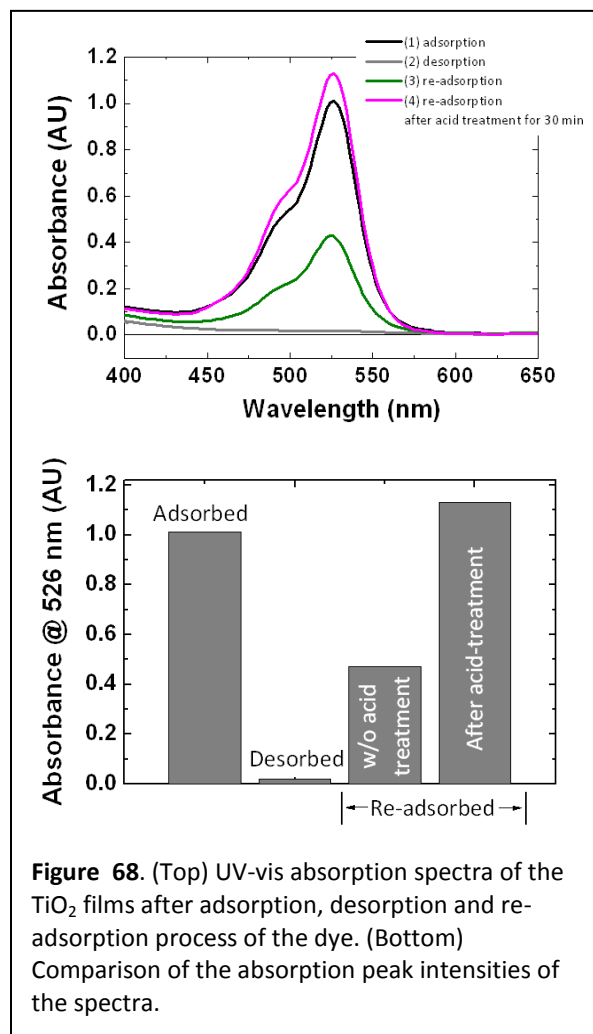 Absorbance (AU)
1.2
1.0
0.8
0.6
0.4
0.2
0.0
(1) adsorption
(2) desorption
(3) re-adsorption
(4) re-adsorption
after acid treatment for 30 min
400 450 500 550 600 650
Wavelength (nm)
Absorbance @ 526 nm (AU)
1.2
1.0
0.8
0.6
0.4
0.2
0.0
Adsorbed
Desorbed
w/o acid
treatment
After acid-treatment
Re-adsorbed
Figure 68. (Top) UV-vis absorption spectra of the
TiO₂ films after adsorption, desorption and re-
adsorption process of the dye. (Bottom)
Comparison of the absorption peak intensities of
the spectra.